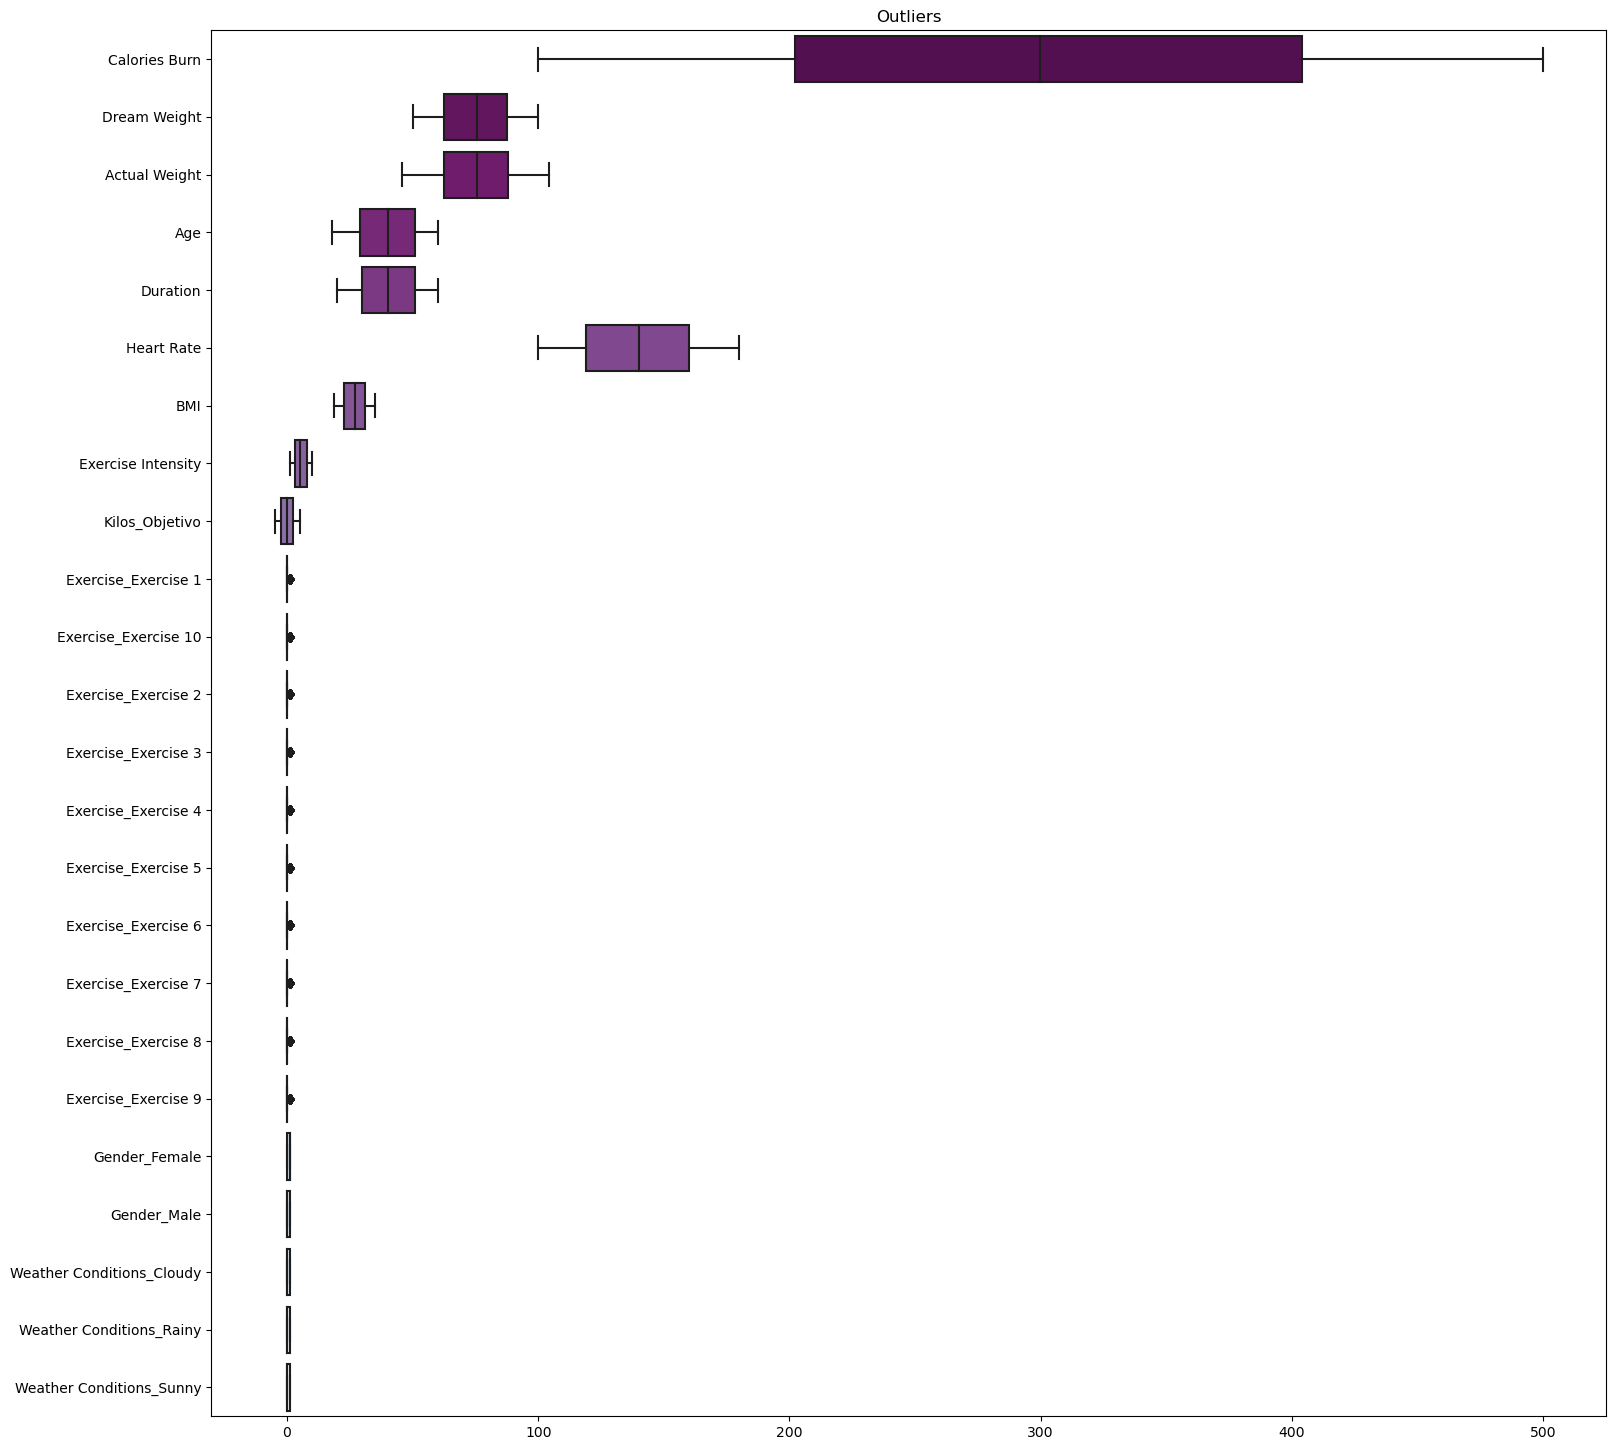 Outliers
Calories Burn
Dream Weight
Actual Weight
Age
Duration
Heart Rate
BMI
Exercise Intensity
Kilos_Objetivo
Exercise_Exercise 1
Exercise_Exercise 10
Exercise_Exercise 2
Exercise_Exercise 3
Exercise_Exercise 4
Exercise_Exercise 5
Exercise_Exercise 6
Exercise_Exercise 7
Exercise_Exercise 8
Exercise_Exercise 9
Gender_Female
Gender_Male
Weather Conditions_Cloudy
Weather Conditions_Rainy
Weather Conditions_Sunny
0 100 200 300 400 500